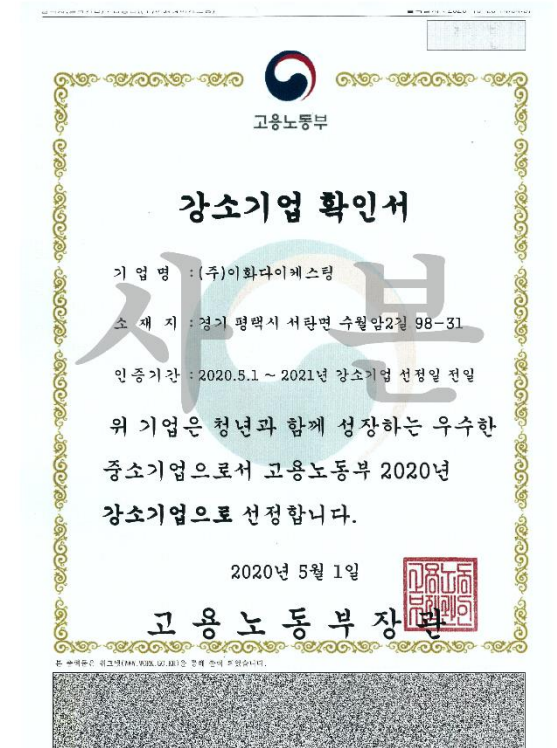 고용노동부
강소기업 확인서
기 업 명 : (주)이화다이케스팅
소 재 지 : 경기 평택시 서탄면 수월암2길 98-31
인증기간 : 2020.5.1 ~ 2021년 강소기업 선정일 전일
사본
위 기업은 청년과 함께 성장하는 우수한
중소기업으로서 고용노동부 2020년
강소기업으로 선정합니다.
2020년 5월 1일
고 용 노 동 부 장 관